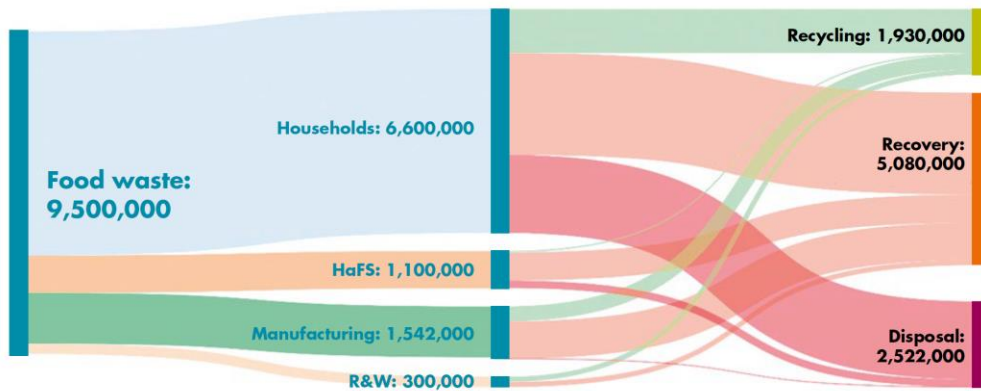 Food waste:
9,500,000
Households: 6,600,000
HaFS: 1,100,000
Manufacturing: 1,542,000
R&W: 300,000
Recycling: 1,930,000
Recovery:
5,080,000
Disposal:
2,522,000